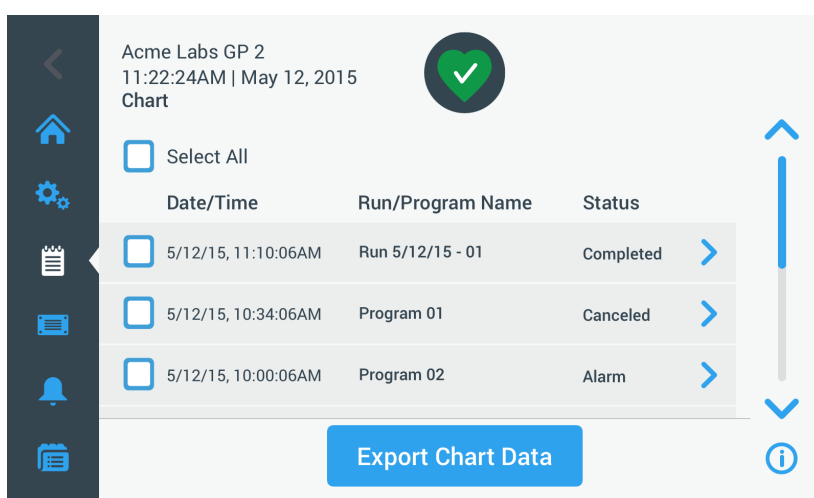 Acme Labs GP 2
11:22:24AM | May 12, 2015
Chart
Select All
Date/Time Run/Program Name Status
5/12/15, 11:10:06AM Run 5/12/15 - 01 Completed
5/12/15, 10:34:06AM Program 01 Canceled
5/12/15, 10:00:06AM Program 02 Alarm
Export Chart Data